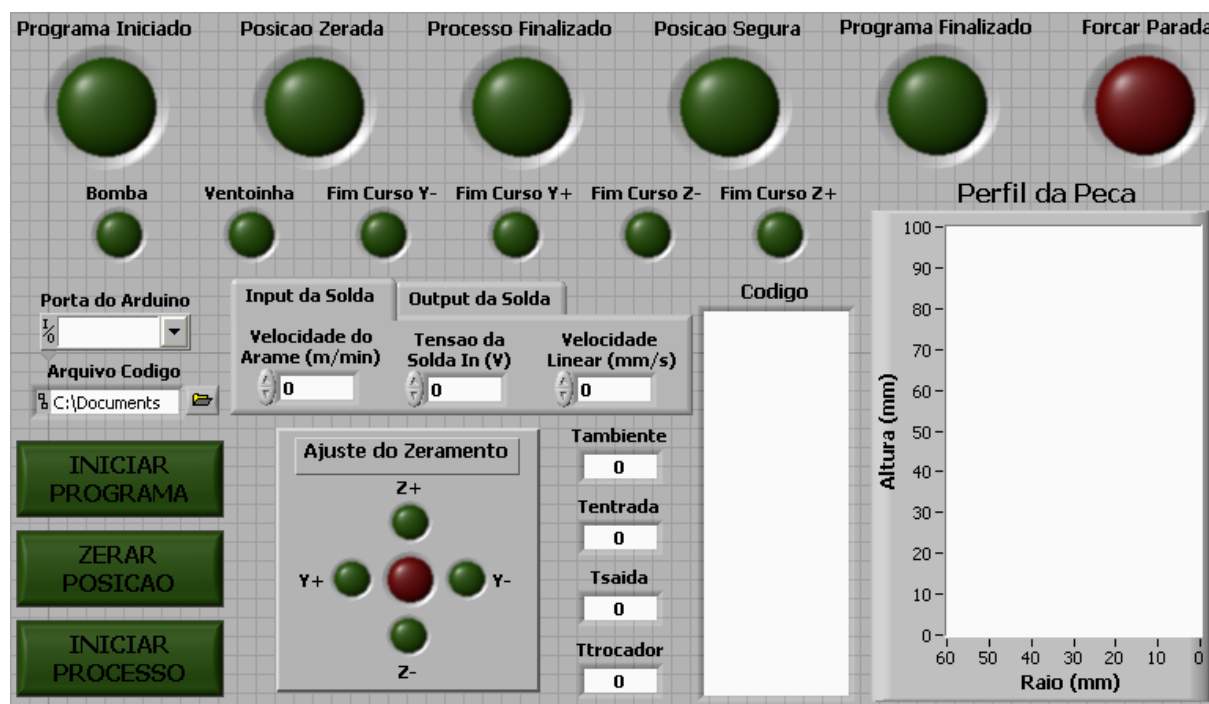 Programa Iniciado
Posicao Zerada
Processo Finalizado
Posicao Segura
Programa Finalizado
Forcar Parada
Bomba
Ventoinha
Fim Curso Y-
Fim Curso Y+
Fim Curso Z-
Fim Curso Z+
Porta do Arduino
Arquivo Codigo
C:\Documents
INICIAR
PROGRAMA
ZERAR
POSICAO
INICIAR
PROCESSO
Input da Solda
Output da Solda
Velocidade do
Arame (m/min)
0
Tensao da
Solda In (V)
0
Velocidade
Linear (mm/s)
0
Ajuste do Zeramento
Z+
Y+
Y-
Z-
Tambiente
0
Tentrada
0
Tsaida
0
Ttrocador
0
Codigo
Perfil da Peca
Altura (mm)
100
90
80
70
60
50
40
30
20
10
0
60 50 40 30 20 10 0
Raio (mm)